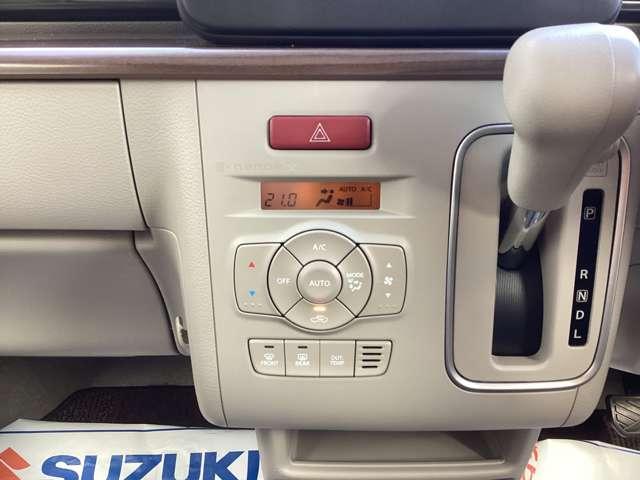 AUTO A/C
21.0
A/C
OFF AUTO MODE
FRONT REAR OUT TEMP
P
R
N
D
L
SUZUKI